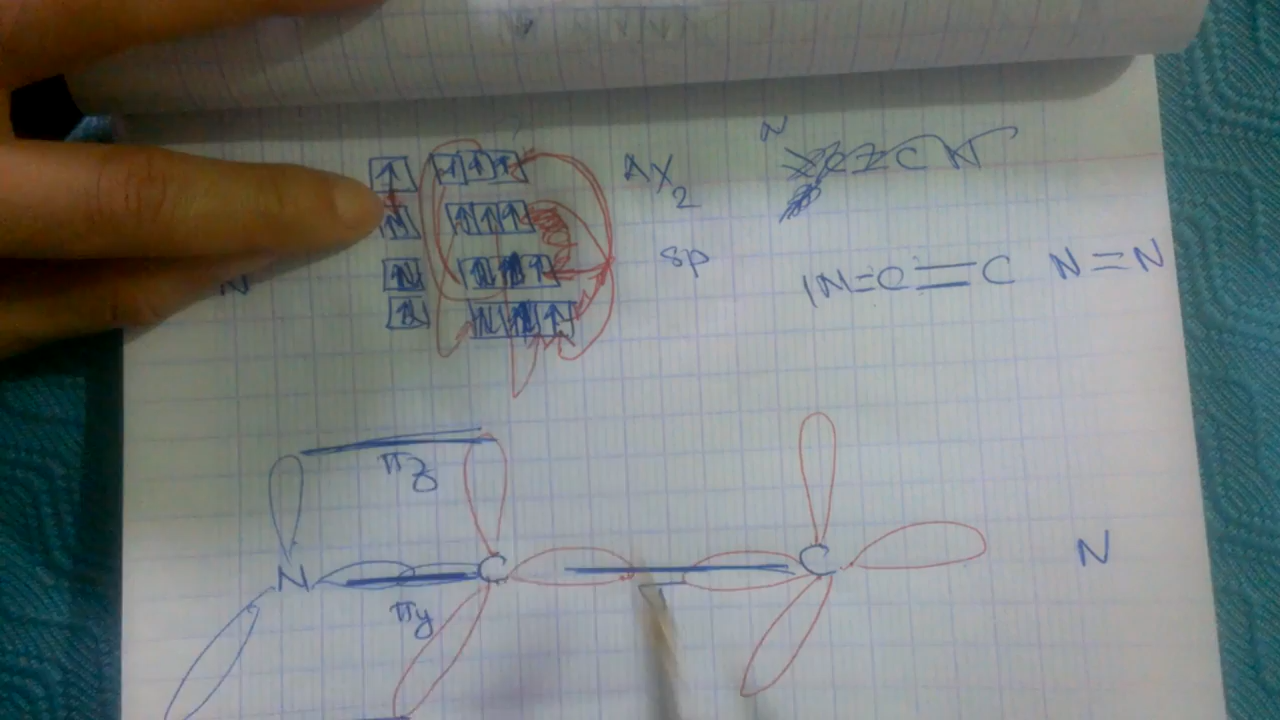 AX2
sp
N=C=C N=N
N
πz
N C C N
πy